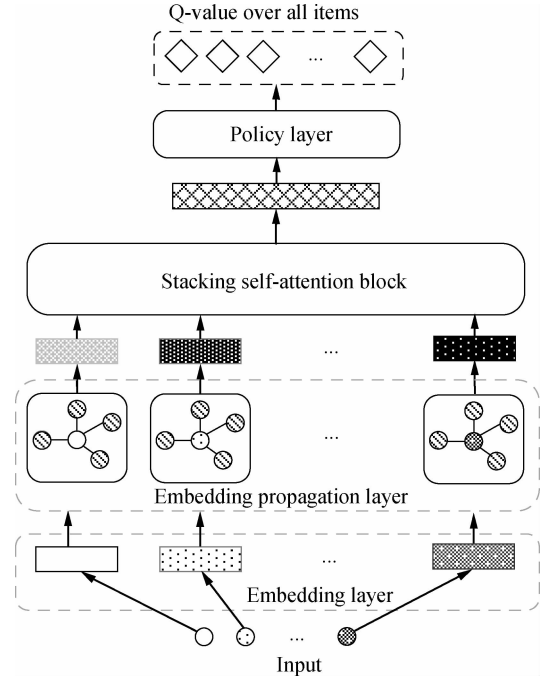 Q-value over all items
...
Policy layer
Stacking self-attention block
...
...
Embedding propagation layer
...
Embedding layer
...
Input